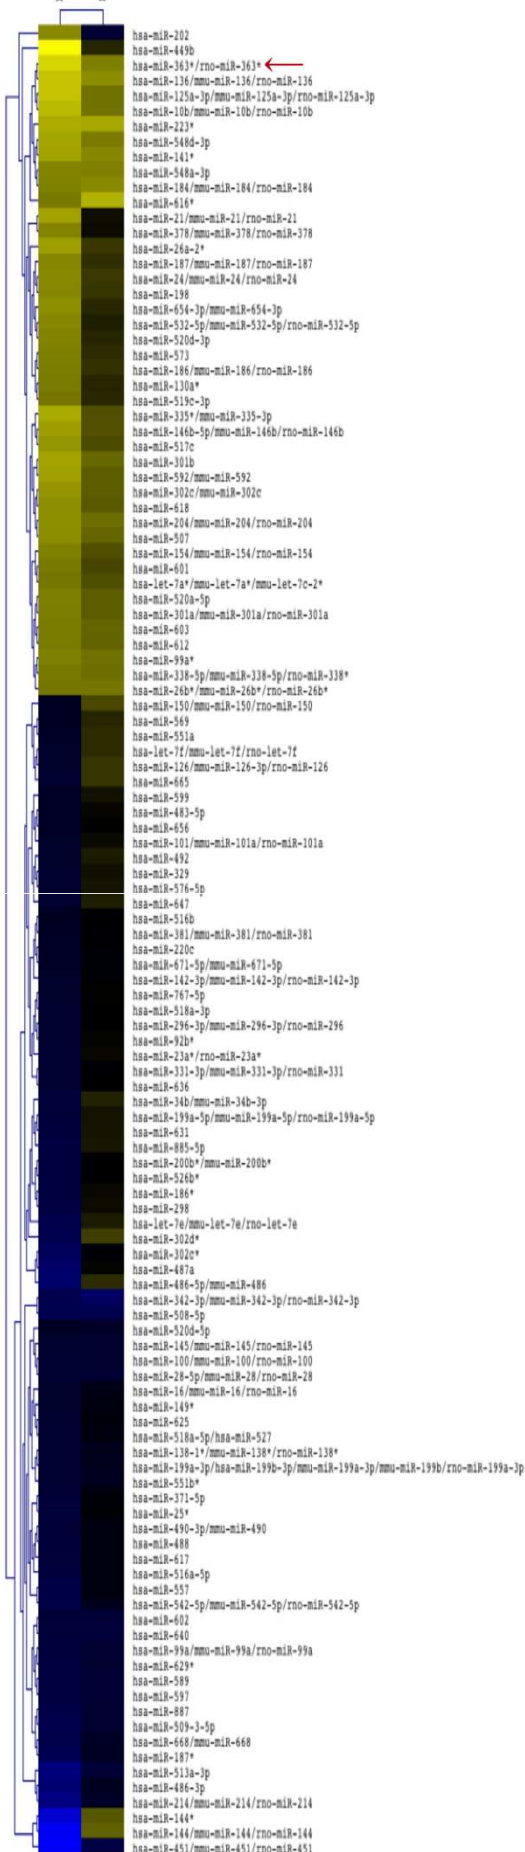 hsa-miR-202
hsa-miR-449b
hsa-miR-363*/rno-miR-363*
hsa-miR-136/mmu-miR-136/rno-miR-136
hsa-miR-125a-3p/mmu-miR-125a-3p/rno-miR-125a-3p
hsa-miR-10b/mmu-miR-10b/rno-miR-10b
hsa-miR-223*
hsa-miR-548d-3p
hsa-miR-141*
hsa-miR-548a-3p
hsa-miR-184/mmu-miR-184/rno-miR-184
hsa-miR-616*
hsa-miR-21/mmu-miR-21/rno-miR-21
hsa-miR-378/mmu-miR-378/rno-miR-378
hsa-miR-26a-2*
hsa-miR-187/mmu-miR-187/rno-miR-187
hsa-miR-24/mmu-miR-24/rno-miR-24
hsa-miR-198
hsa-miR-654-3p/mmu-miR-654-3p
hsa-miR-532-5p/mmu-miR-532-5p/rno-miR-532-5p
hsa-miR-520d-3p
hsa-miR-573
hsa-miR-186/mmu-miR-186/rno-miR-186
hsa-miR-130a*
hsa-miR-519c-3p
hsa-miR-335*/mmu-miR-335-3p
hsa-miR-146b-5p/mmu-miR-146b/rno-miR-146b
hsa-miR-517c
hsa-miR-301b
hsa-miR-592/mmu-miR-592
hsa-miR-302c/mmu-miR-302c
hsa-miR-618
hsa-miR-204/mmu-miR-204/rno-miR-204
hsa-miR-507
hsa-miR-154/mmu-miR-154/rno-miR-154
hsa-miR-601
hsa-let-7a*/mmu-let-7a*/mmu-let-7c-2*
hsa-miR-520a-5p
hsa-miR-301a/mmu-miR-301a/rno-miR-301a
hsa-miR-603
hsa-miR-612
hsa-miR-99a*
hsa-miR-338-5p/mmu-miR-338-5p/rno-miR-338*
hsa-miR-26b*/mmu-miR-26b*/rno-miR-26b*
hsa-miR-150/mmu-miR-150/rno-miR-150
hsa-miR-569
hsa-miR-551a
hsa-let-7f/mmu-let-7f/rno-let-7f
hsa-miR-126/mmu-miR-126-3p/rno-miR-126
hsa-miR-665
hsa-miR-599
hsa-miR-483-5p
hsa-miR-656
hsa-miR-101/mmu-miR-101a/rno-miR-101a
hsa-miR-492
hsa-miR-329
hsa-miR-576-5p
hsa-miR-647
hsa-miR-516b
hsa-miR-381/mmu-miR-381/rno-miR-381
hsa-miR-220c
hsa-miR-671-5p/mmu-miR-671-5p
hsa-miR-142-3p/mmu-miR-142-3p/rno-miR-142-3p
hsa-miR-767-5p
hsa-miR-518a-3p
hsa-miR-296-3p/mmu-miR-296-3p/rno-miR-296
hsa-miR-92b*
hsa-miR-23a*/rno-miR-23a*
hsa-miR-331-3p/mmu-miR-331-3p/rno-miR-331
hsa-miR-636
hsa-miR-34b/mmu-miR-34b-3p
hsa-miR-199a-5p/mmu-miR-199a-5p/rno-miR-199a-5p
hsa-miR-631
hsa-miR-885-5p
hsa-miR-200b*/mmu-miR-200b*
hsa-miR-526b*
hsa-miR-186*
hsa-miR-298
hsa-let-7e/mmu-let-7e/rno-let-7e
hsa-miR-302d*
hsa-miR-302c*
hsa-miR-487a
hsa-miR-486-5p/mmu-miR-486
hsa-miR-342-3p/mmu-miR-342-3p/rno-miR-342-3p
hsa-miR-508-5p
hsa-miR-520d-5p
hsa-miR-145/mmu-miR-145/rno-miR-145
hsa-miR-100/mmu-miR-100/rno-miR-100
hsa-miR-28-5p/mmu-miR-28/rno-miR-28
hsa-miR-16/mmu-miR-16/rno-miR-16
hsa-miR-149*
hsa-miR-625
hsa-miR-518a-5p/hsa-miR-527
hsa-miR-138-1*/mmu-miR-138*/rno-miR-138*
hsa-miR-199a-3p/hsa-miR-199b-3p/mmu-miR-199a-3p/mmu-miR-199b/rno-miR-199a-3p
hsa-miR-551b*
hsa-miR-371-5p
hsa-miR-25*
hsa-miR-490-3p/mmu-miR-490
hsa-miR-488
hsa-miR-617
hsa-miR-516a-5p
hsa-miR-557
hsa-miR-542-5p/mmu-miR-542-5p/rno-miR-542-5p
hsa-miR-602
hsa-miR-640
hsa-miR-99a/mmu-miR-99a/rno-miR-99a
hsa-miR-629*
hsa-miR-589
hsa-miR-597
hsa-miR-887
hsa-miR-509-3-5p
hsa-miR-668/mmu-miR-668
hsa-miR-187*
hsa-miR-513a-3p
hsa-miR-486-3p
hsa-miR-214/mmu-miR-214/rno-miR-214
hsa-miR-144*
hsa-miR-144/mmu-miR-144/rno-miR-144
hsa-miR-451/mmu-miR-451/rno-miR-451